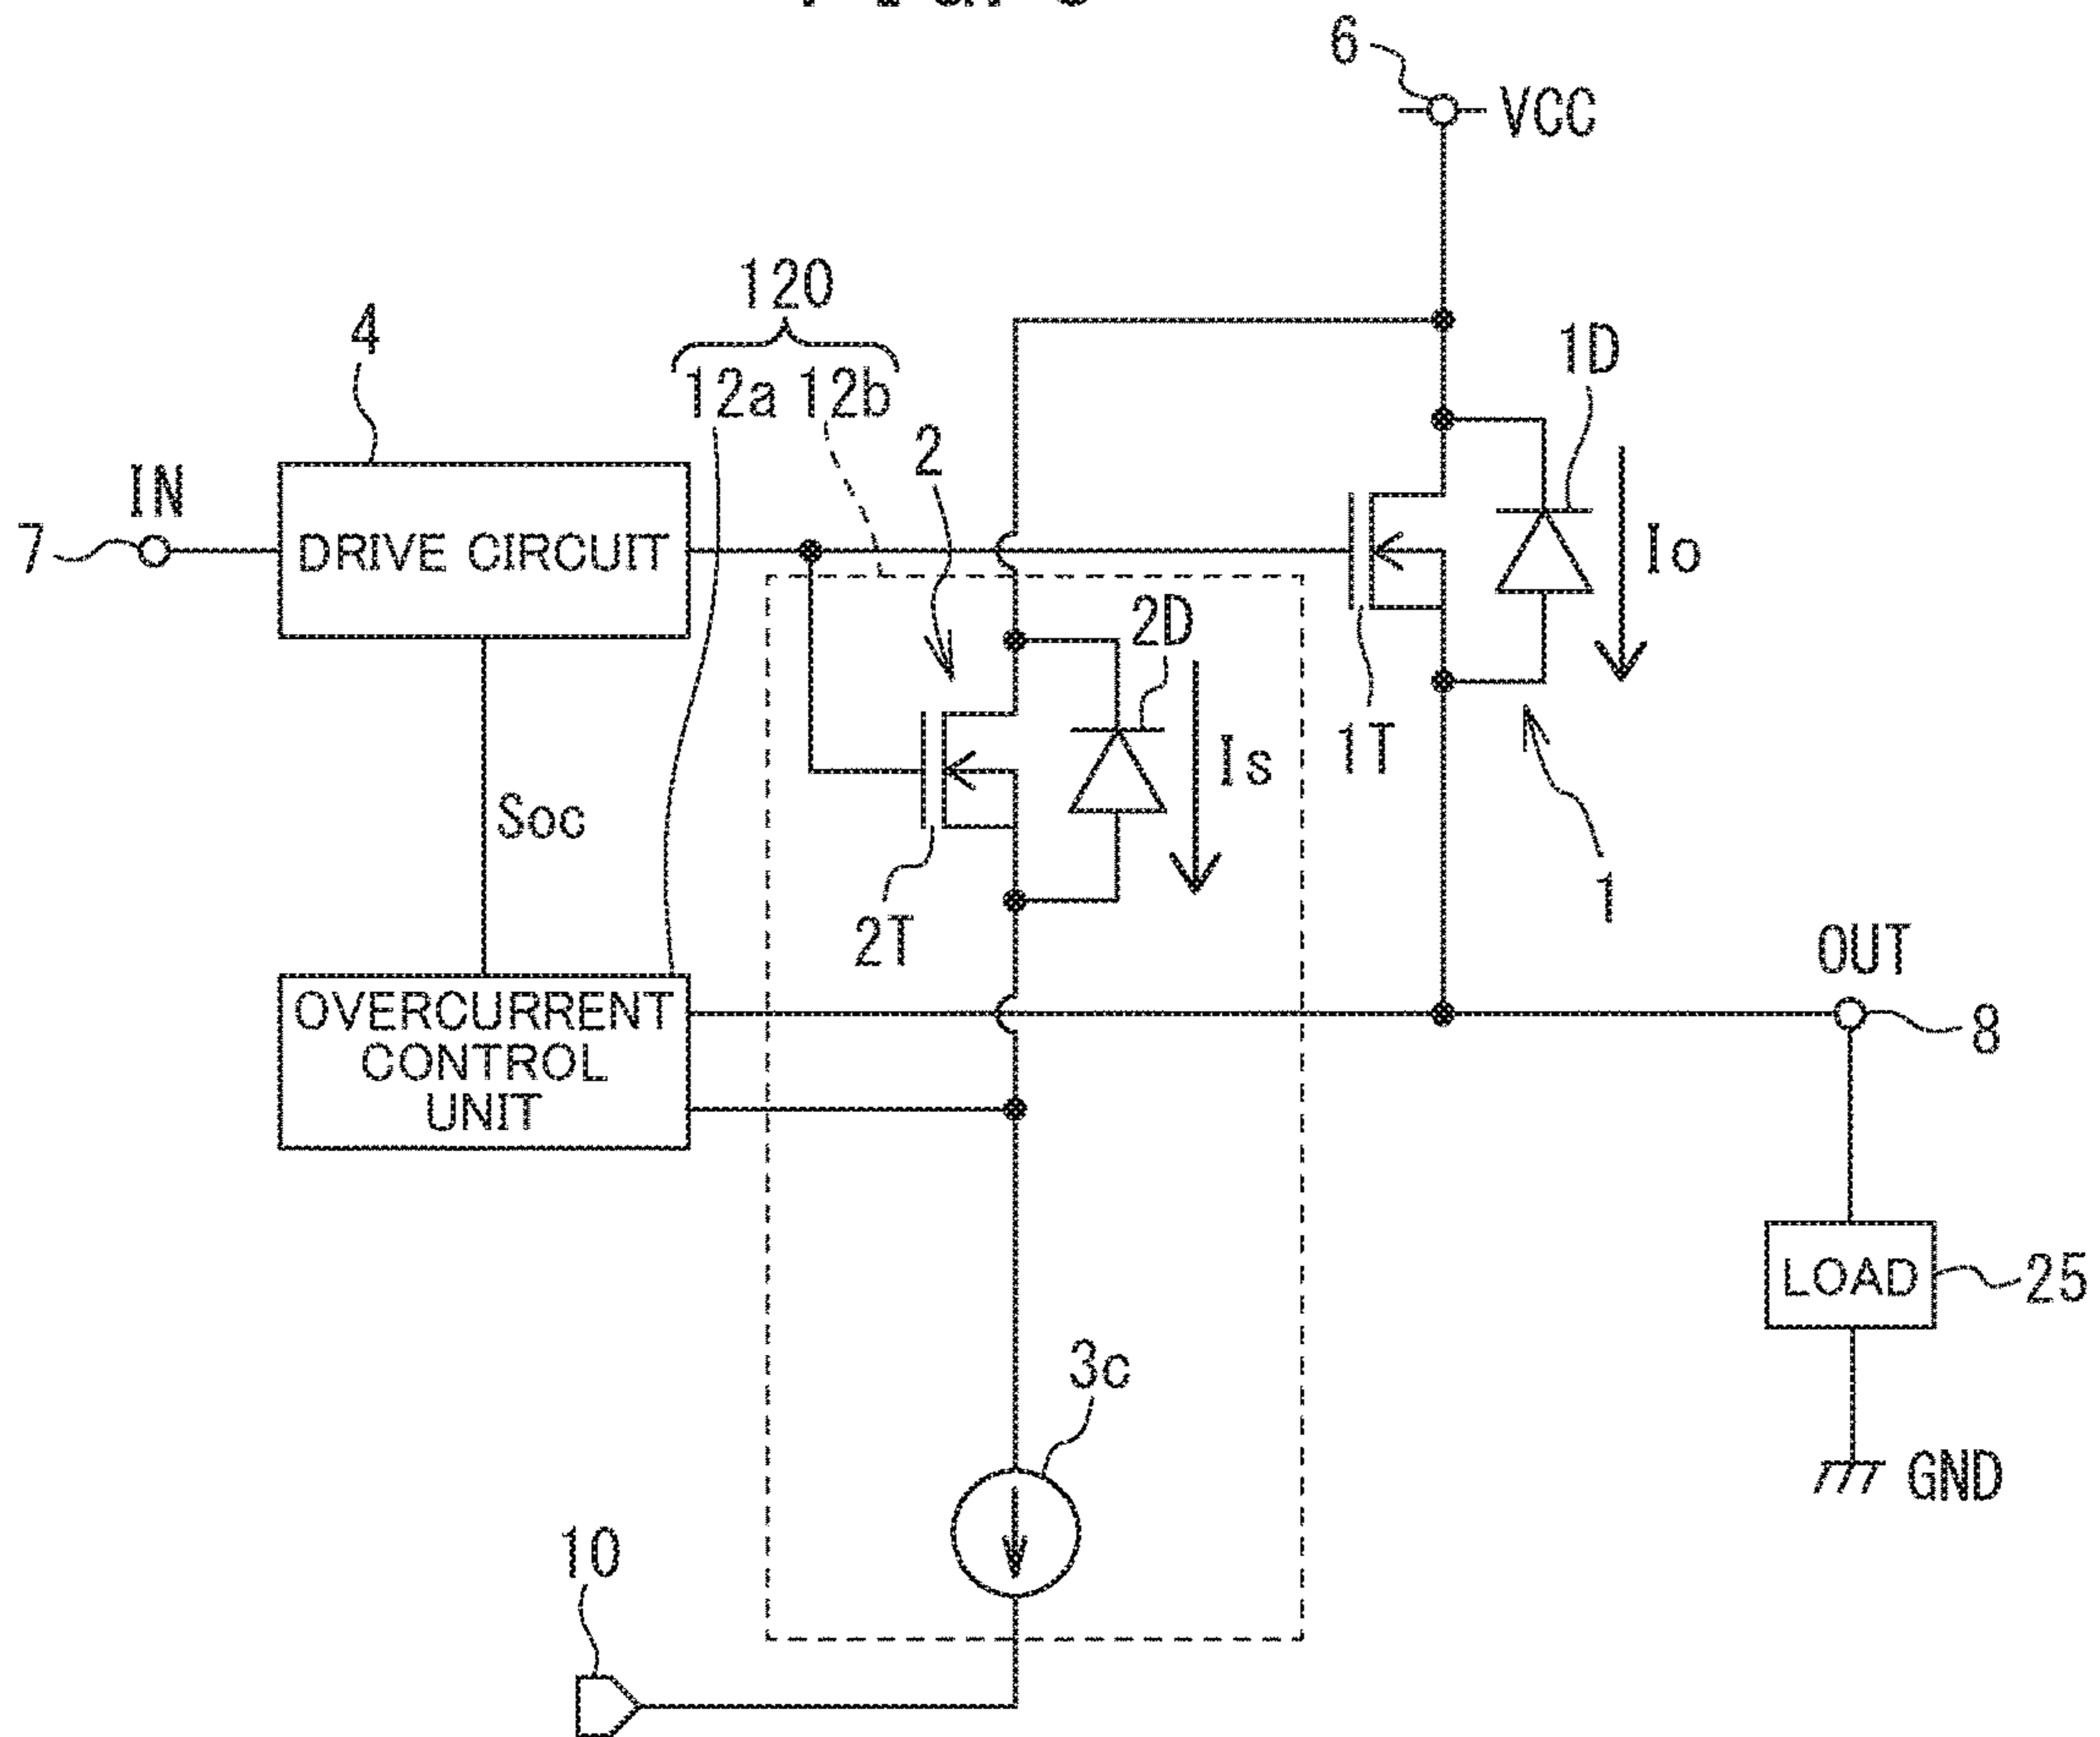 6
VCC
120
12a 12b
4
2
1D
IN
7
DRIVE CIRCUIT
Io
2D
1T
Is
Soc
2T
1
OUT
OVERCURRENT
CONTROL
UNIT
8
LOAD
25
3c
GND
10